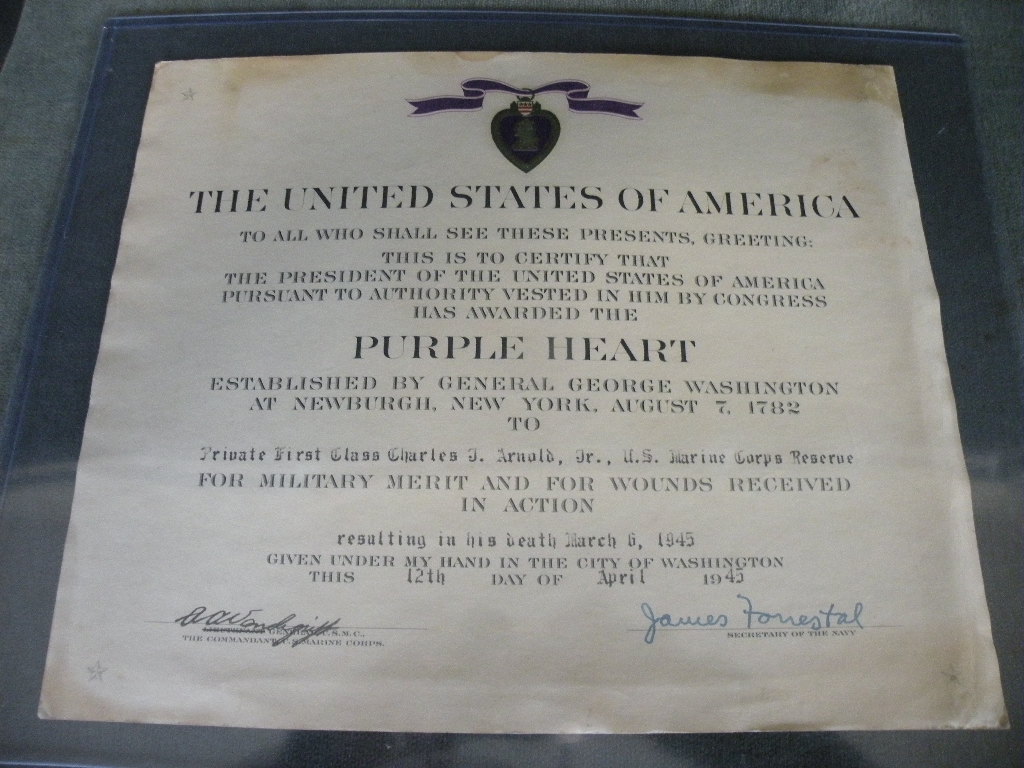 THE UNITED STATES OF AMERICA
TO ALL WHO SHALL SEE THESE PRESENTS, GREETING:
THIS IS TO CERTIFY THAT
THE PRESIDENT OF THE UNITED STATES OF AMERICA
PURSUANT TO AUTHORITY VESTED IN HIM BY CONGRESS
HAS AWARDED THE
PURPLE HEART
ESTABLISHED BY GENERAL GEORGE WASHINGTON
AT NEWBURGH, NEW YORK, AUGUST 7, 1782
TO
Private First Class Charles J. Arnold, Jr., U.S. Marine Corps Reserve
FOR MILITARY MERIT AND FOR WOUNDS RECEIVED
IN ACTION
resulting in his death March 6, 1945
GIVEN UNDER MY HAND IN THE CITY OF WASHINGTON
THIS 12th DAY OF April 1945
James Forrestal
GENERAL, U.S.M.C.,
THE COMMANDANT, U.S. MARINE CORPS.
SECRETARY OF THE NAVY